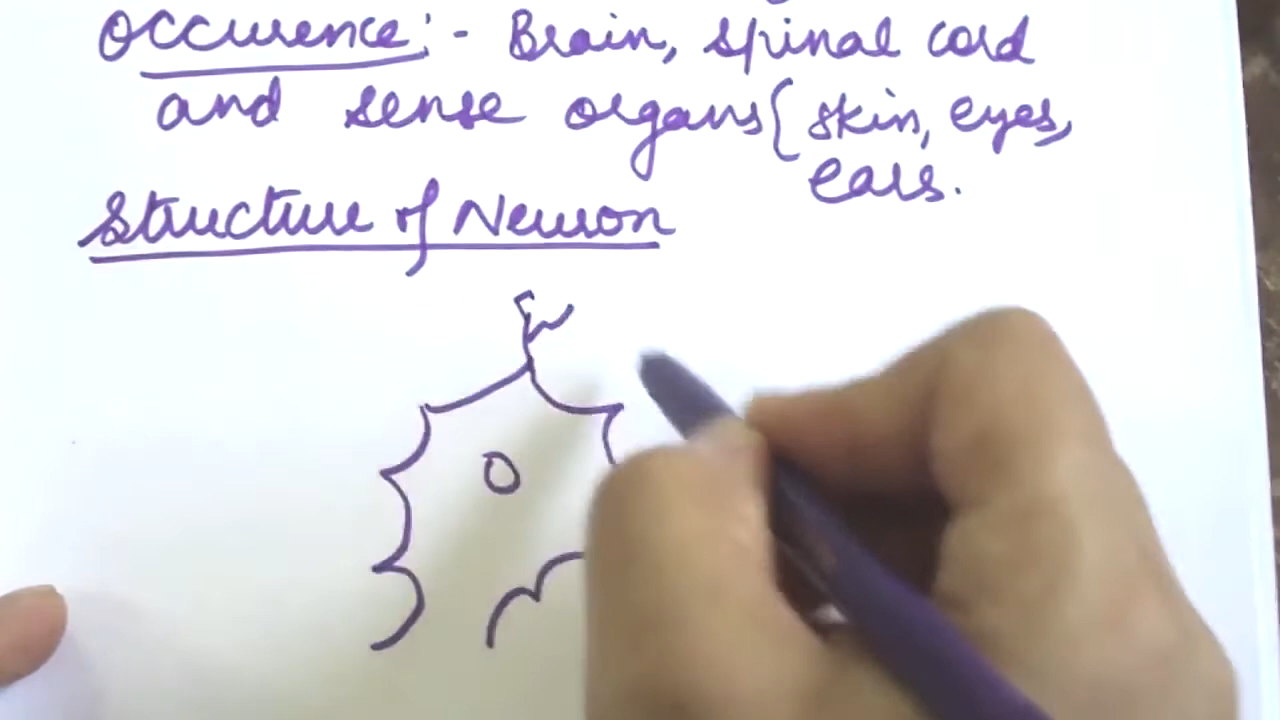 Occurence:- Brain, spinal cord
and sense organs{ skin, eyes,
ears.
Structure of Neuron